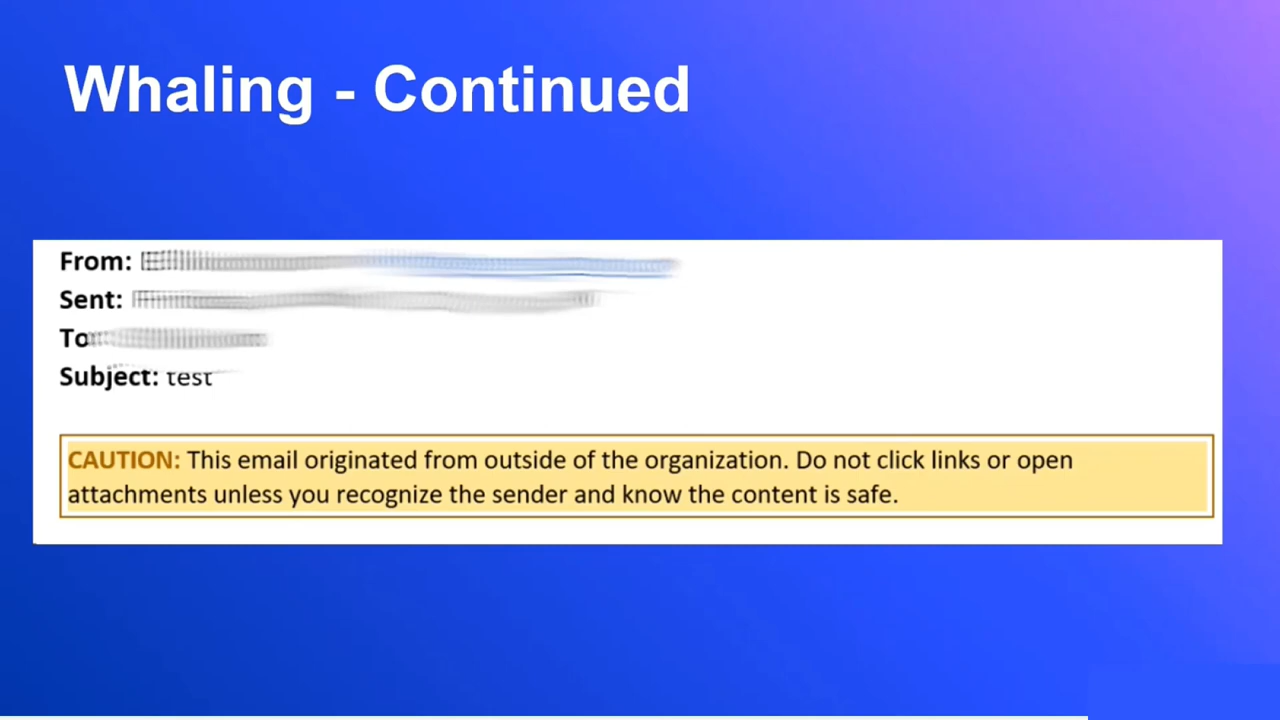 Whaling - Continued
From:
Sent:
To
Subject: test
CAUTION: This email originated from outside of the organization. Do not click links or open
attachments unless you recognize the sender and know the content is safe.